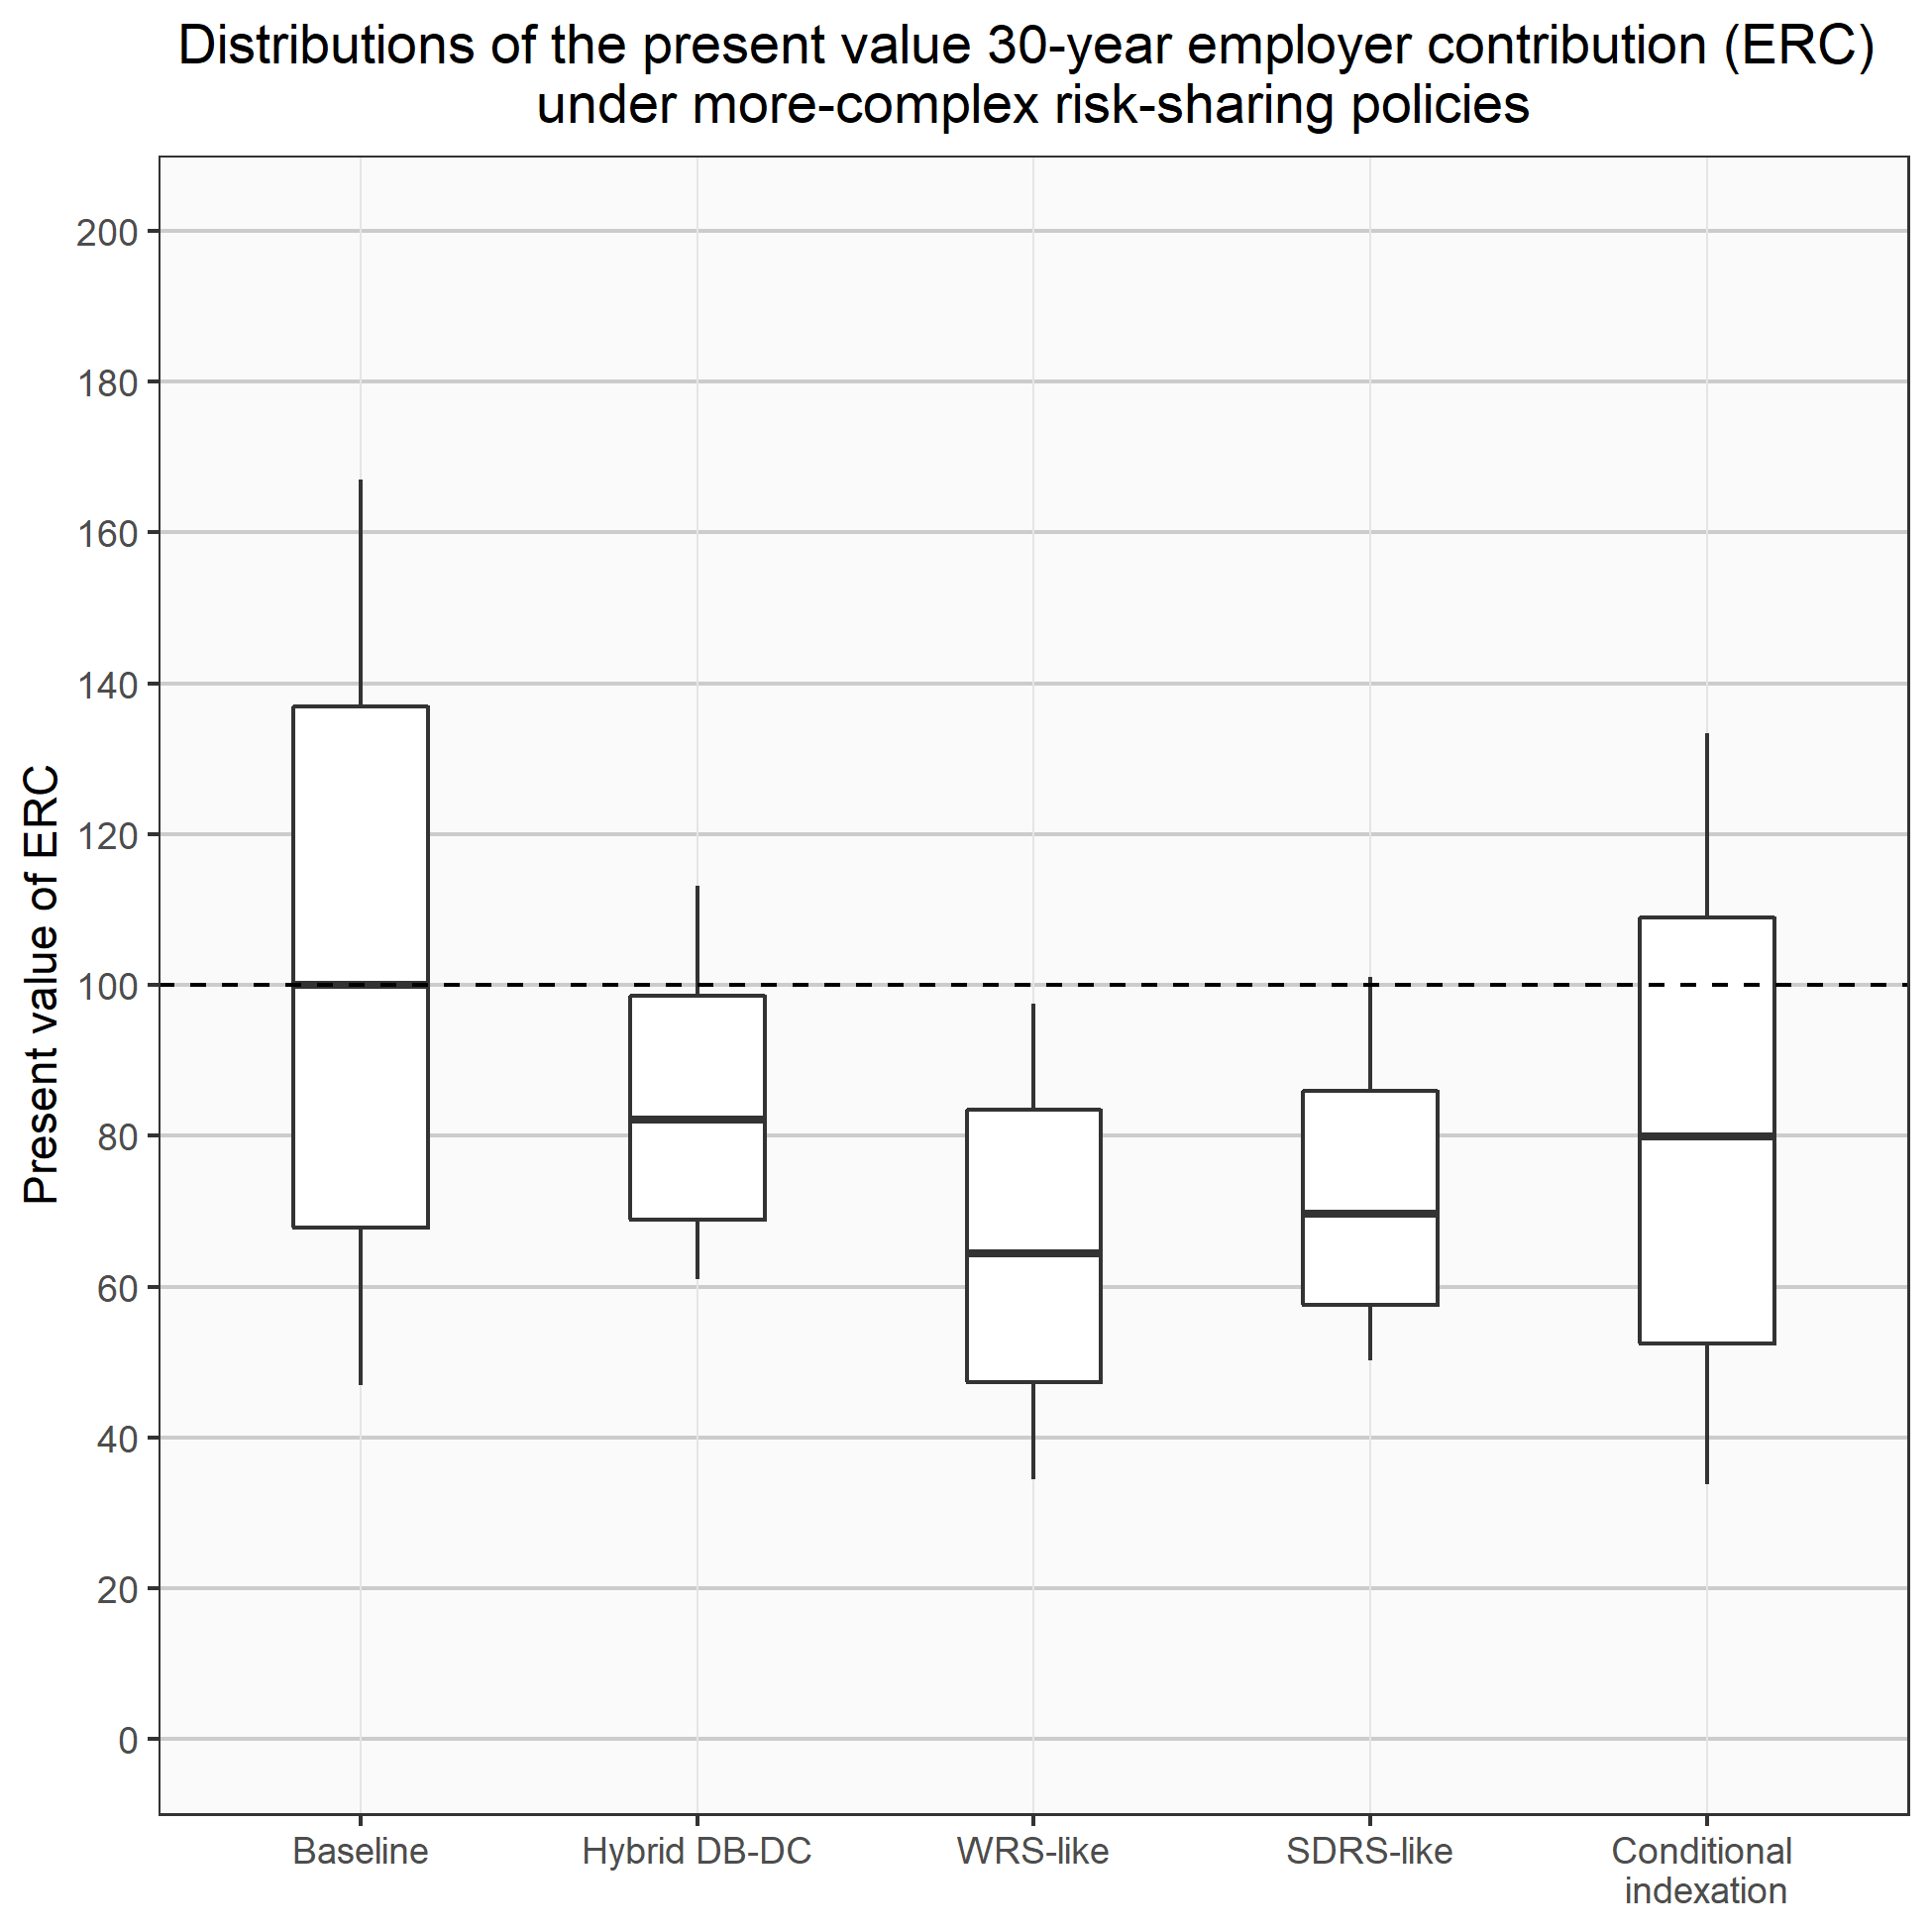 Distributions of the present value 30-year employer contribution (ERC)
under more-complex risk-sharing policies
Present value of ERC
200
180
160
140
120
100
80
60
40
20
0
Baseline
Hybrid DB-DC
WRS-like
SDRS-like
Conditional
indexation